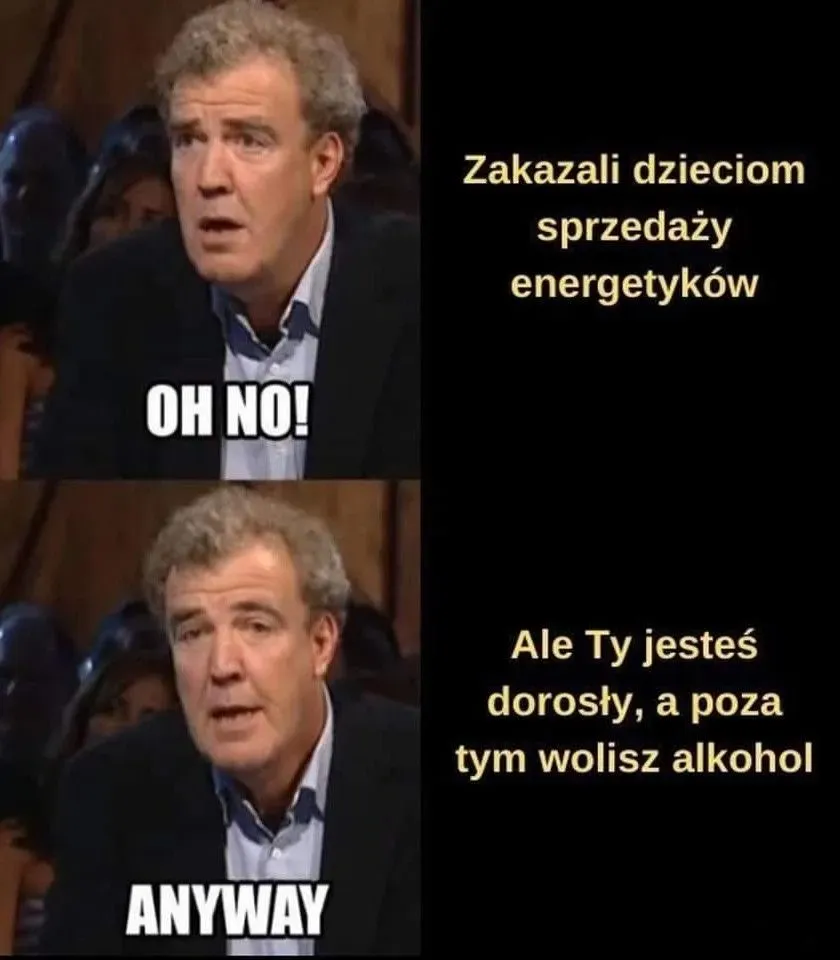 Zakazali dzieciom
sprzedaży
energetyków
OH NO!
Ale Ty jesteś
dorosły, a poza
tym wolisz alkohol
ANYWAY